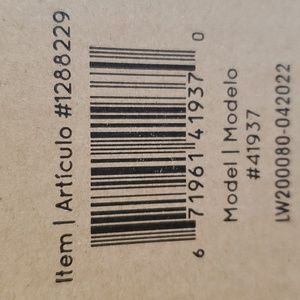 Item | Artículo #1288229
6 71961 41937 0
Model | Modelo
#41937
LW200080-042022